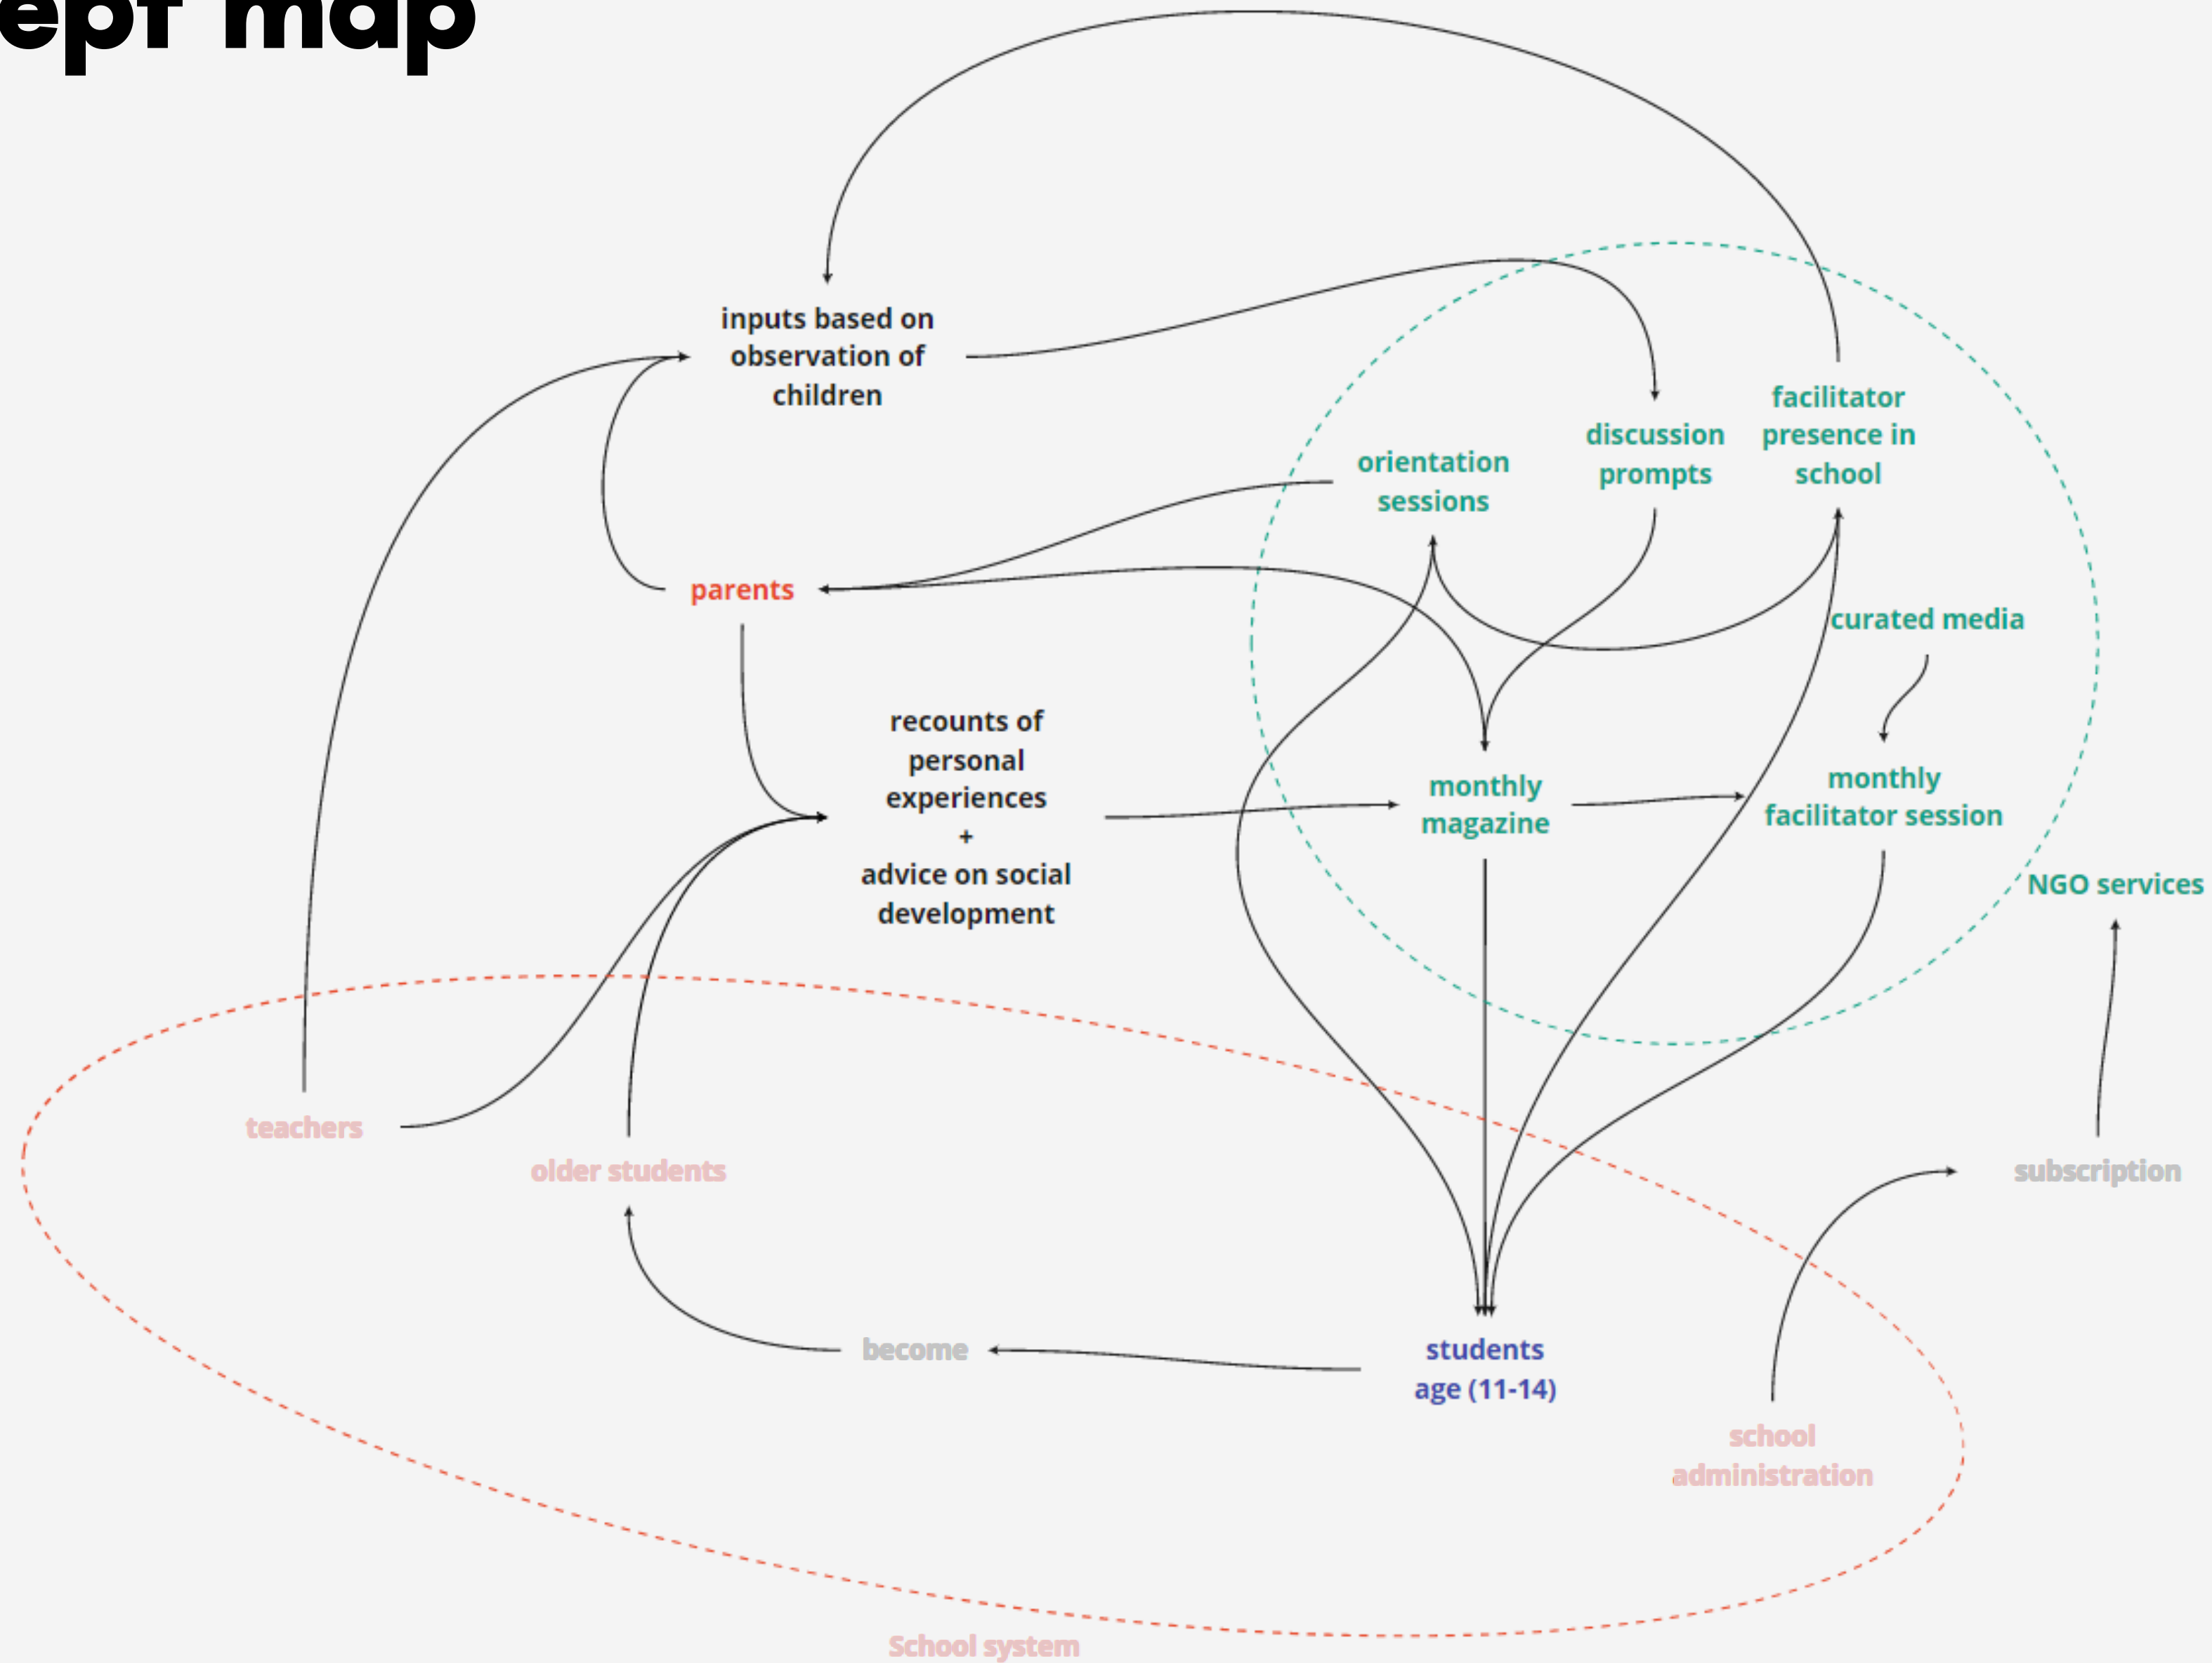 ept map
inputs based on
observation of
children
facilitator
presence in
school
discussion
prompts
orientation
sessions
parents
curated media
recounts of
personal
experiences
+
advice on social
development
monthly
magazine
monthly
facilitator session
NGO services
teachers
older students
subscription
become
students
age (11-14)
school
administration
School system